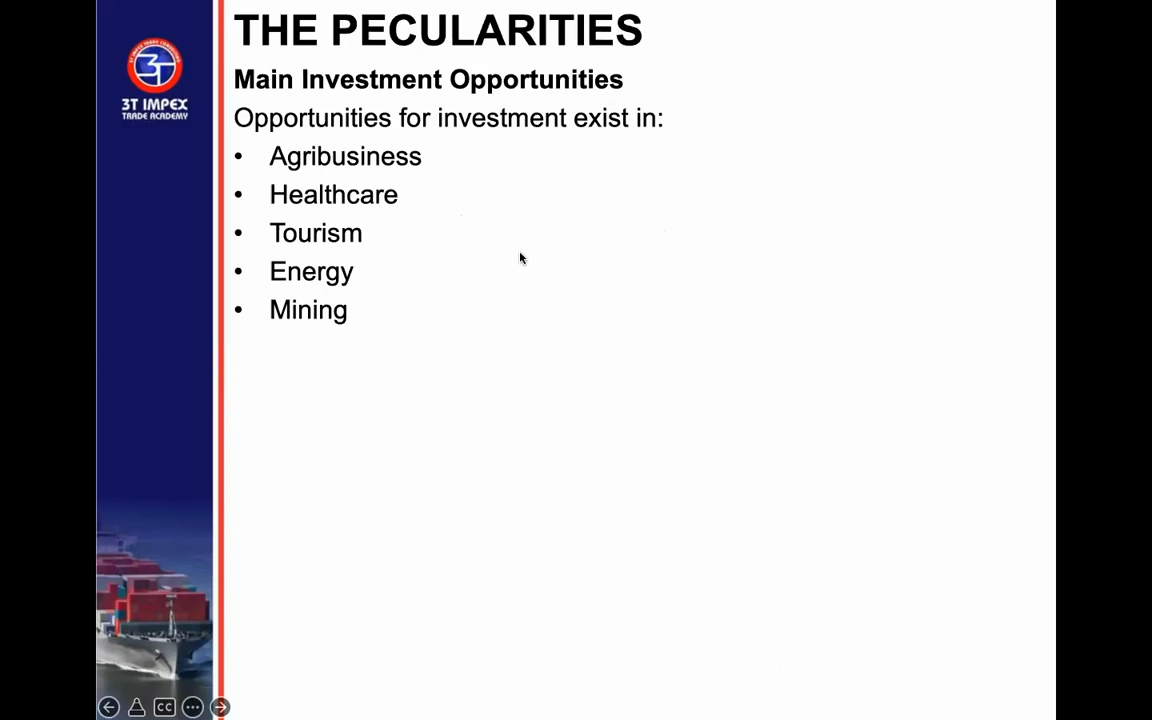 THE PECULARITIES
Main Investment Opportunities
Opportunities for investment exist in:
• Agribusiness
• Healthcare
• Tourism
• Energy
• Mining
3T IMPEX
TRADE ACADEMY
3T
CC